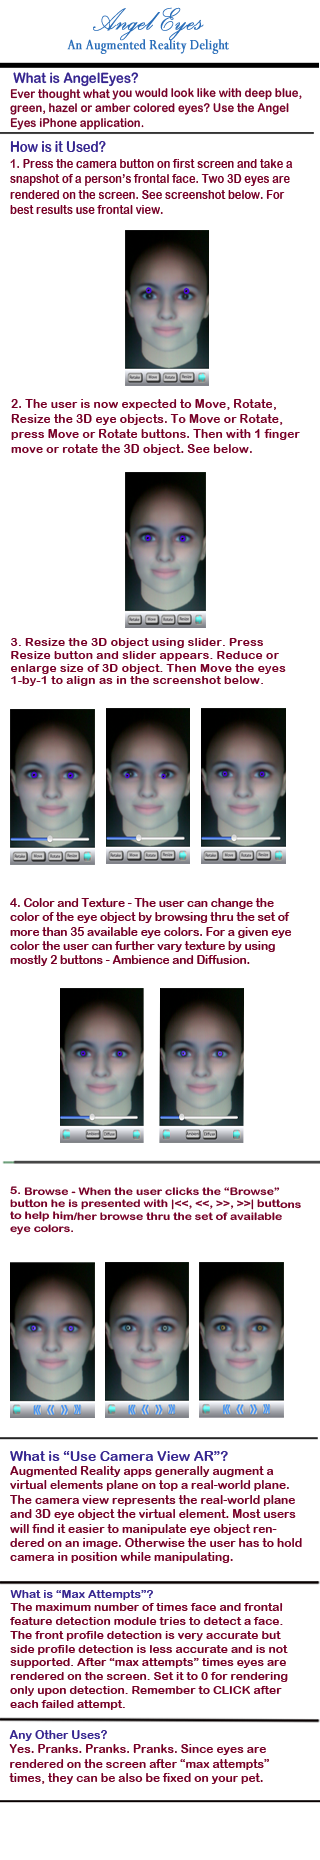 Angel Eyes
An Augmented Reality Delight
What is AngelEyes?
Ever thought what you would look like with deep blue,
green, hazel or amber colored eyes? Use the Angel
Eyes iPhone application.
How is it Used?
1. Press the camera button on first screen and take a
snapshot of a person's frontal face. Two 3D eyes are
rendered on the screen. See screenshot below. For
best results use frontal view.
Rotate Move Rotate Resize
2. The user is now expected to Move, Rotate,
Resize the 3D eye objects. To Move or Rotate,
press Move or Rotate buttons. Then with 1 finger
move or rotate the 3D object. See below.
3. Resize the 3D object using slider. Press
Resize button and slider appears. Reduce or
enlarge size of 3D object. Then Move the eyes
1-by-1 to align as in the screenshot below.
Rotate Move Rotate Resize
Rotate Move Rotate Resize
Rotate Move Rotate Resize
4. Color and Texture - The user can change the
color of the eye object by browsing thru the set of
more than 35 available eye colors. For a given eye
color the user can further vary texture by using
mostly 2 buttons - Ambience and Diffusion.
5. Browse - When the user clicks the "Browse"
button he is presented with |<<, <<, >>, >>| buttons
to help him/her browse thru the set of available
eye colors.
What is "Use Camera View AR"?
Augmented Reality apps generally augment a
virtual elements plane on top a real-world plane.
The camera view represents the real-world plane
and 3D eye object the virtual element. Most users
will find it easier to manipulate eye object ren-
dered on an image. Otherwise the user has to hold
camera in position while manipulating.
What is "Max Attempts"?
The maximum number of times face and frontal
feature detection module tries to detect a face.
The front profile detection is very accurate but
side profile detection is less accurate and is not
supported. After "max attempts" times eyes are
rendered on the screen. Set it to 0 for rendering
only upon detection. Remember to CLICK after
each failed attempt.
Any Other Uses?
Yes. Pranks. Pranks. Pranks. Since eyes are
rendered on the screen after "max attempts"
times, they can be also be fixed on your pet.